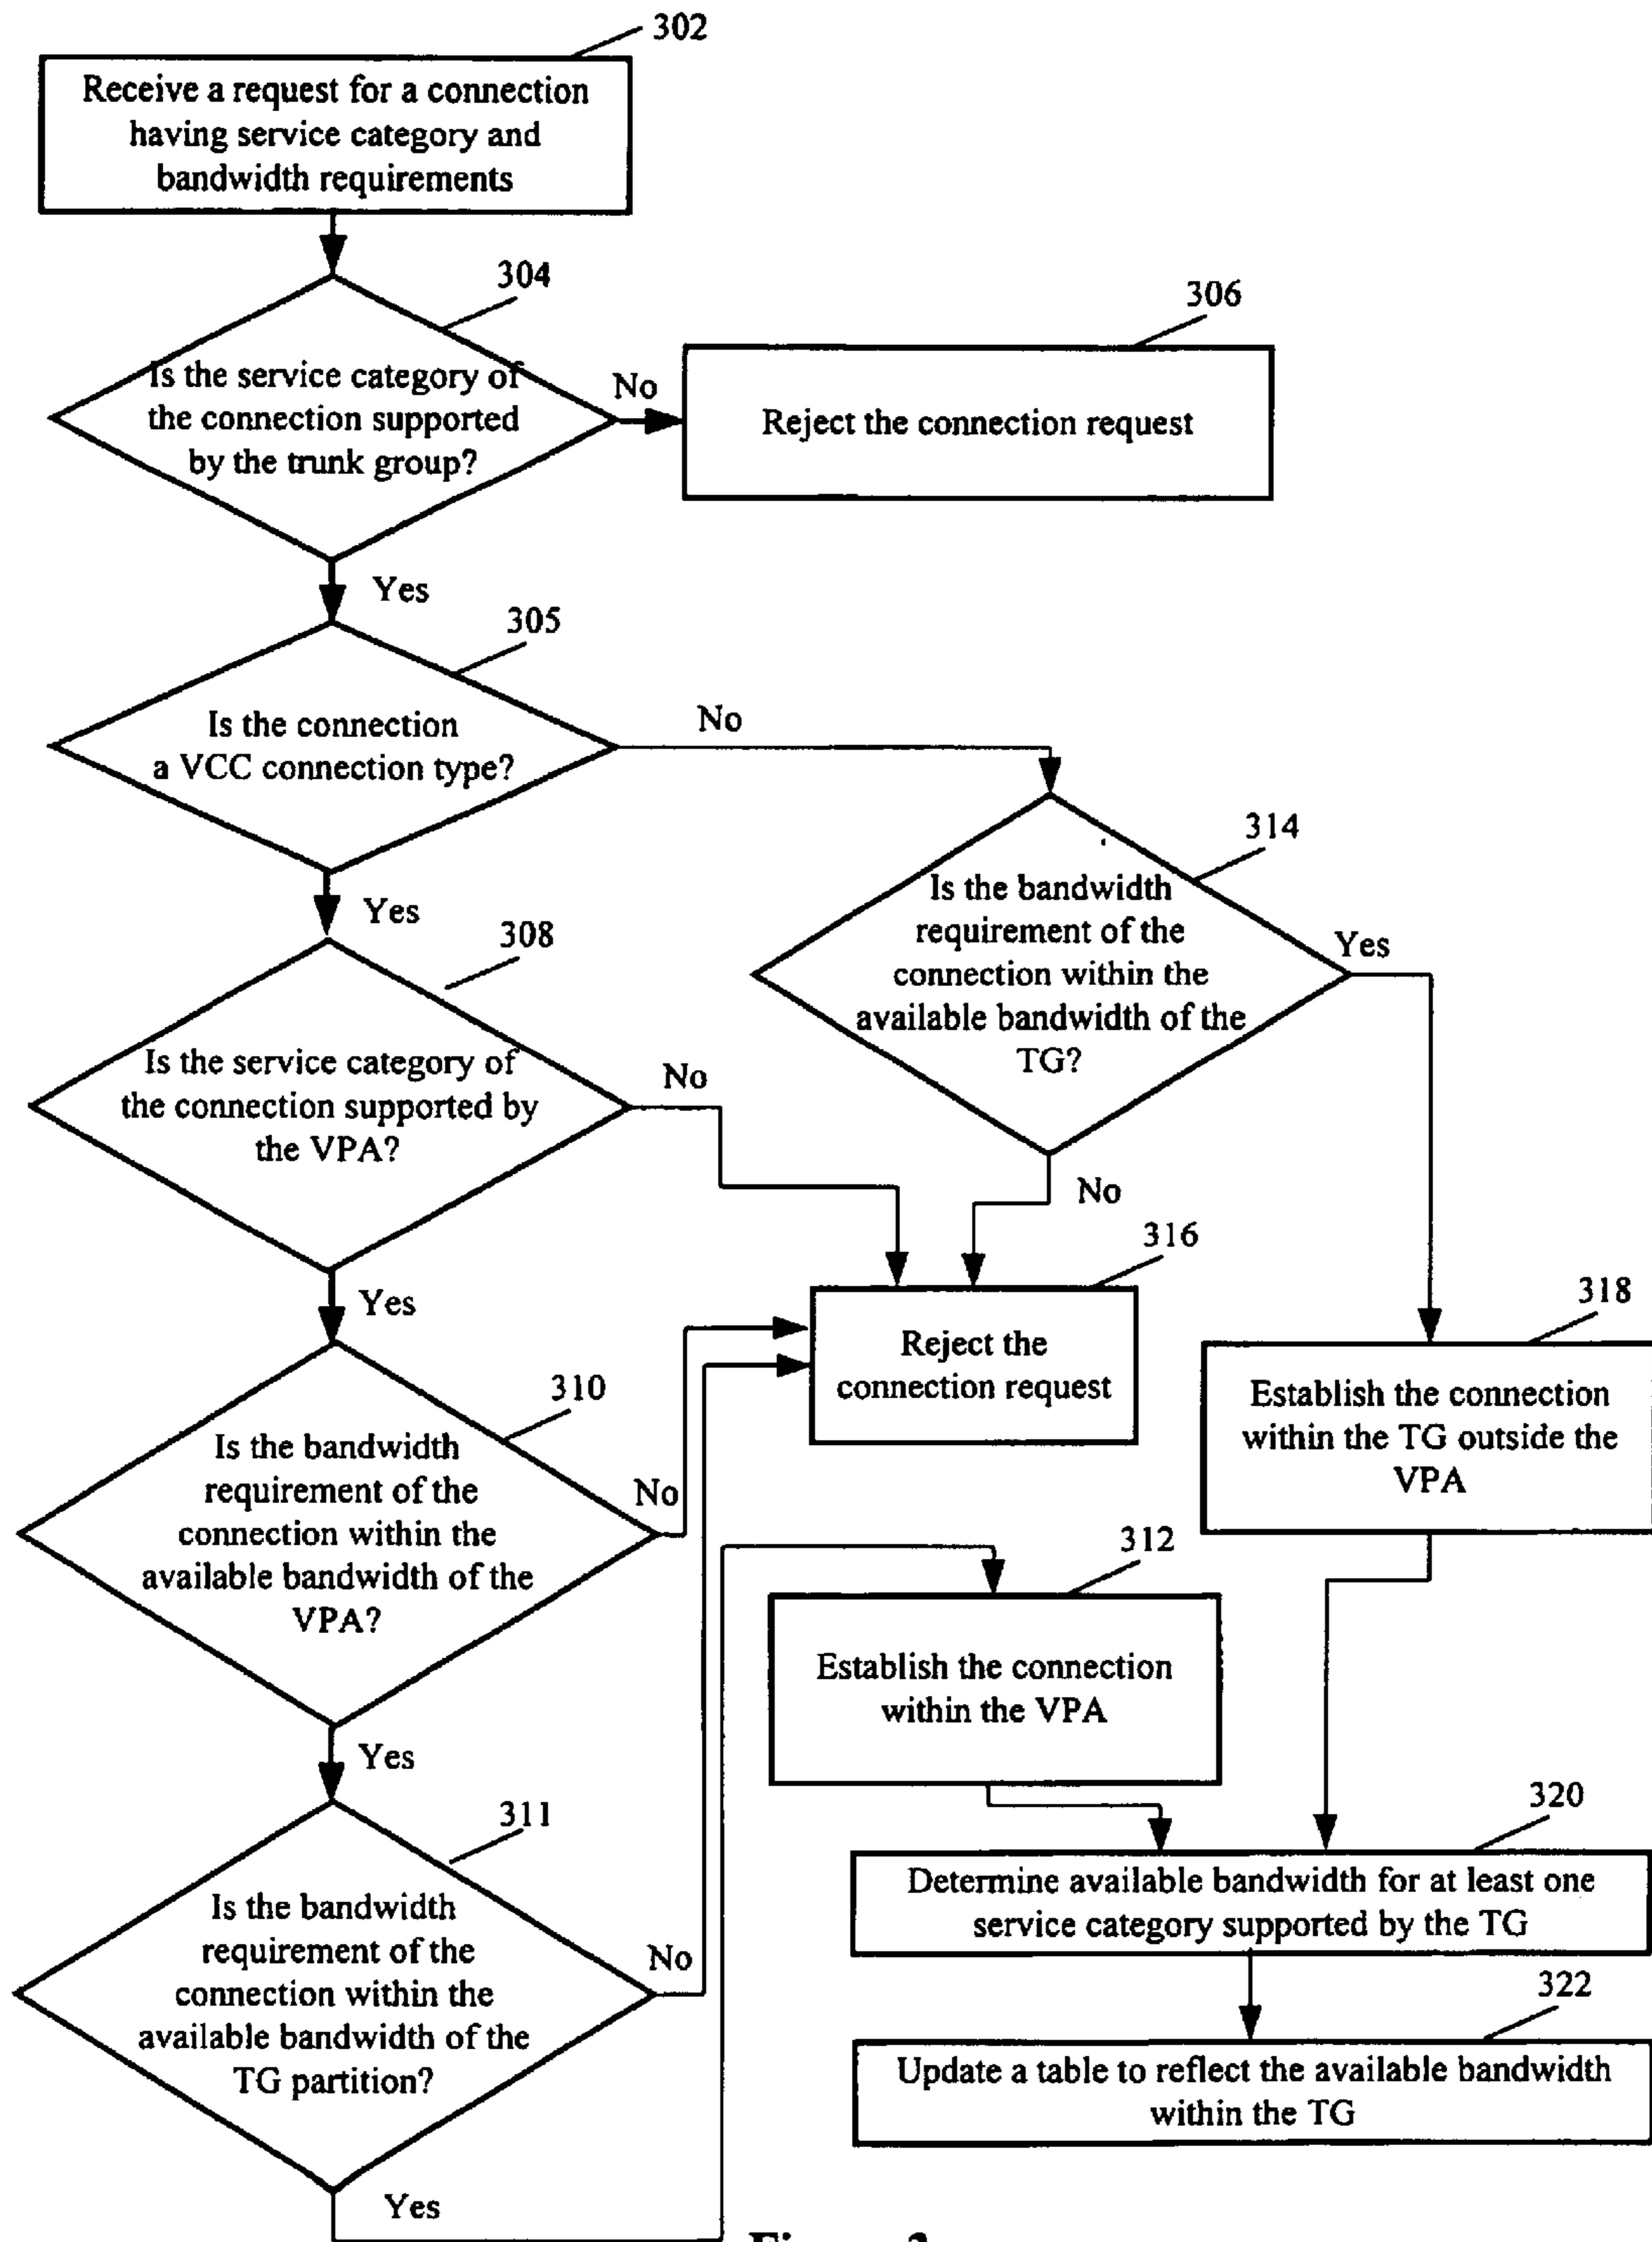 302
Receive a request for a connection
having service category and
bandwidth requirements
304
Is the service category of
the connection supported
by the trunk group?
No
306
Reject the connection request
Yes
305
Is the connection
a VCC connection type?
No
Yes
314
Is the bandwidth
requirement of the
connection within the
available bandwidth of the
TG?
Yes
No
308
Is the service category of
the connection supported by
the VPA?
No
Yes
316
Reject the
connection request
318
Establish the connection
within the TG outside the
VPA
310
Is the bandwidth
requirement of the
connection within the
available bandwidth of the
VPA?
No
Yes
312
Establish the connection
within the VPA
311
Is the bandwidth
requirement of the
connection within the
available bandwidth of the
TG partition?
No
Yes
320
Determine available bandwidth for at least one
service category supported by the TG
322
Update a table to reflect the available bandwidth
within the TG